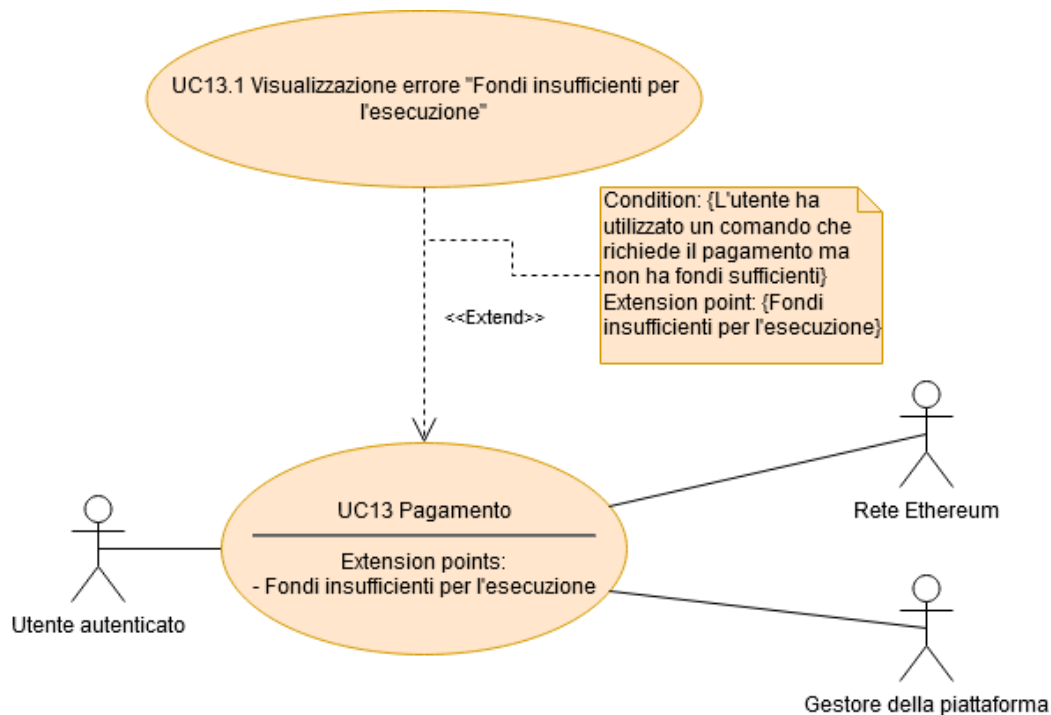 UC13.1 Visualizzazione errore "Fondi insufficienti per
l'esecuzione"
Condition: {L'utente ha
utilizzato un comando che
richiede il pagamento ma
non ha fondi sufficienti}
Extension point: {Fondi
insufficienti per l'esecuzione}
<<Extend>>
UC13 Pagamento
Extension points:
- Fondi insufficienti per l'esecuzione
Rete Ethereum
Utente autenticato
Gestore della piattaforma